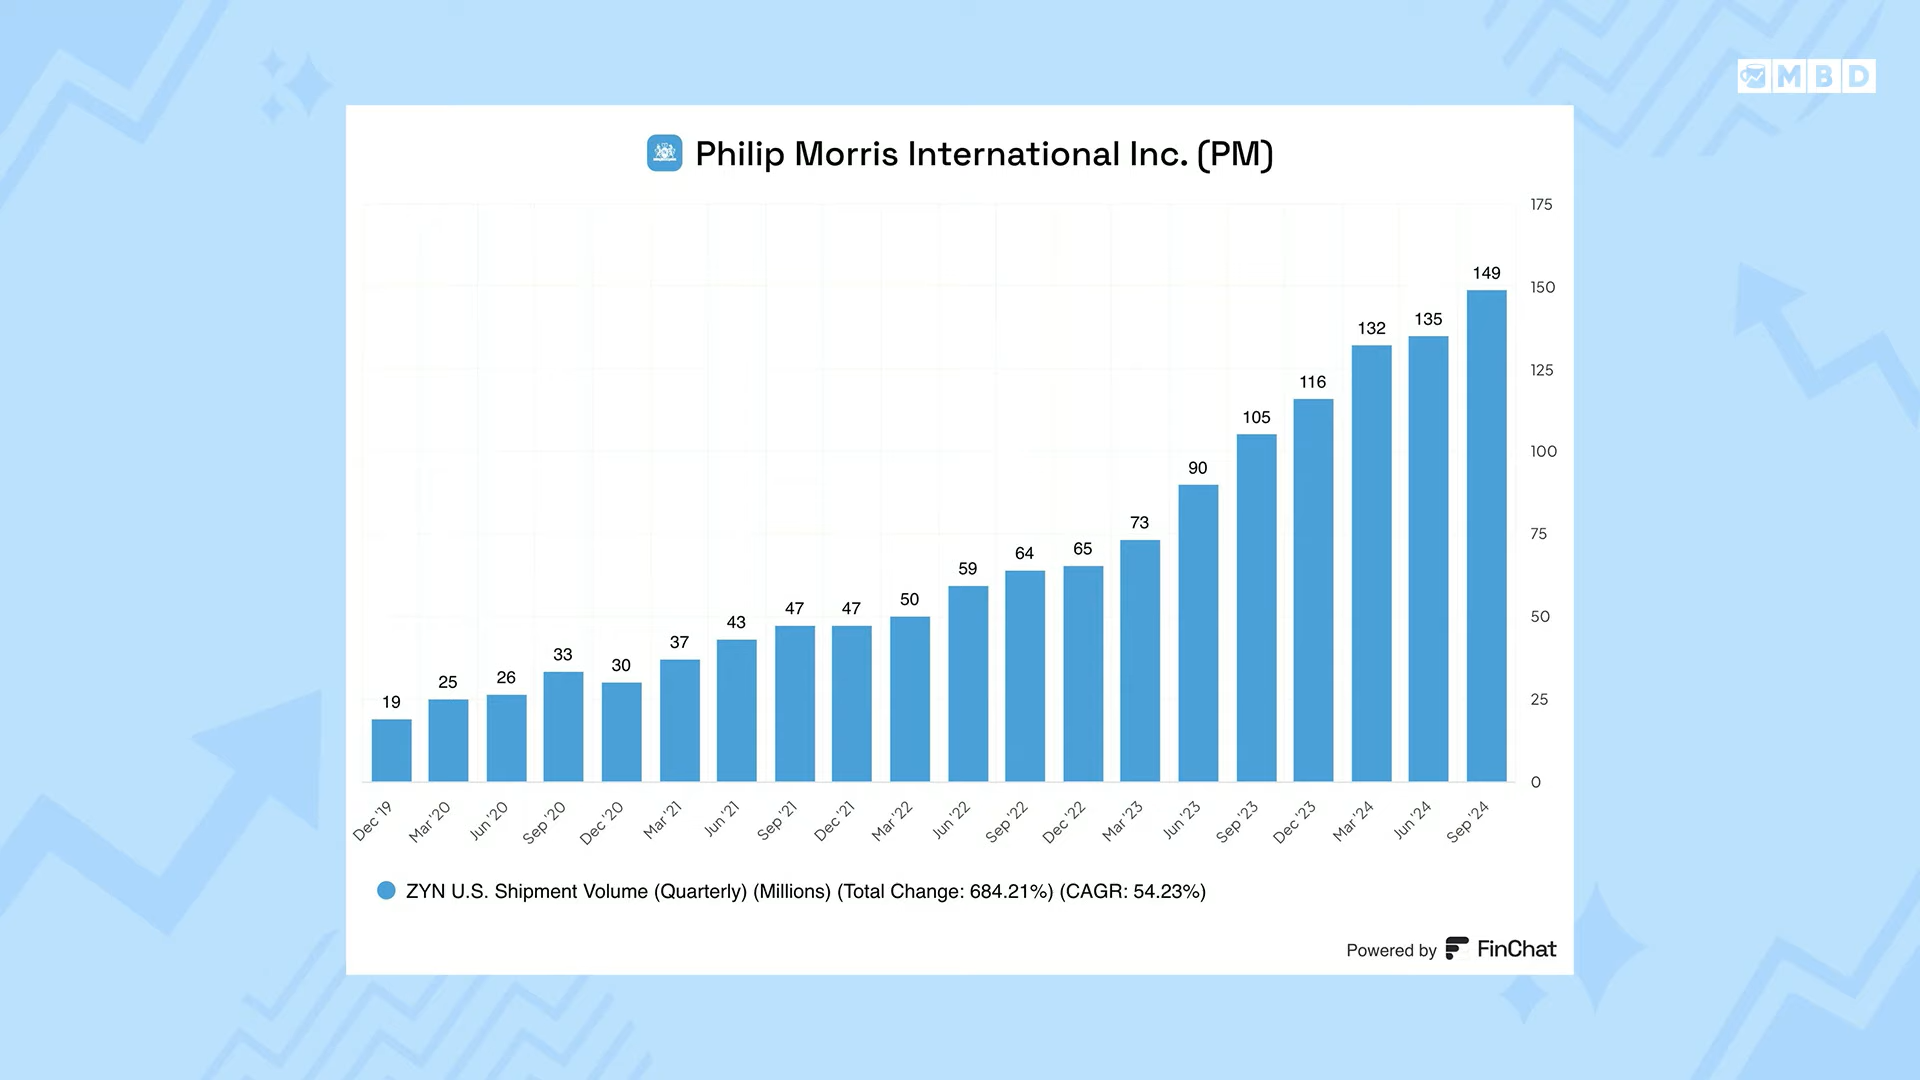 MBD
Philip Morris International Inc. (PM)
175
150
125
100
75
50
25
0
19
25
26
33
30
37
43
47
47
50
59
64
65
73
90
105
116
132
135
149
Dec '19
Mar '20
Jun '20
Sep '20
Dec '20
Mar '21
Jun '21
Sep '21
Dec '21
Mar '22
Jun '22
Sep '22
Dec '22
Mar '23
Jun '23
Sep '23
Dec '23
Mar '24
Jun '24
Sep '24
ZYN U.S. Shipment Volume (Quarterly) (Millions) (Total Change: 684.21%) (CAGR: 54.23%)
Powered by FinChat